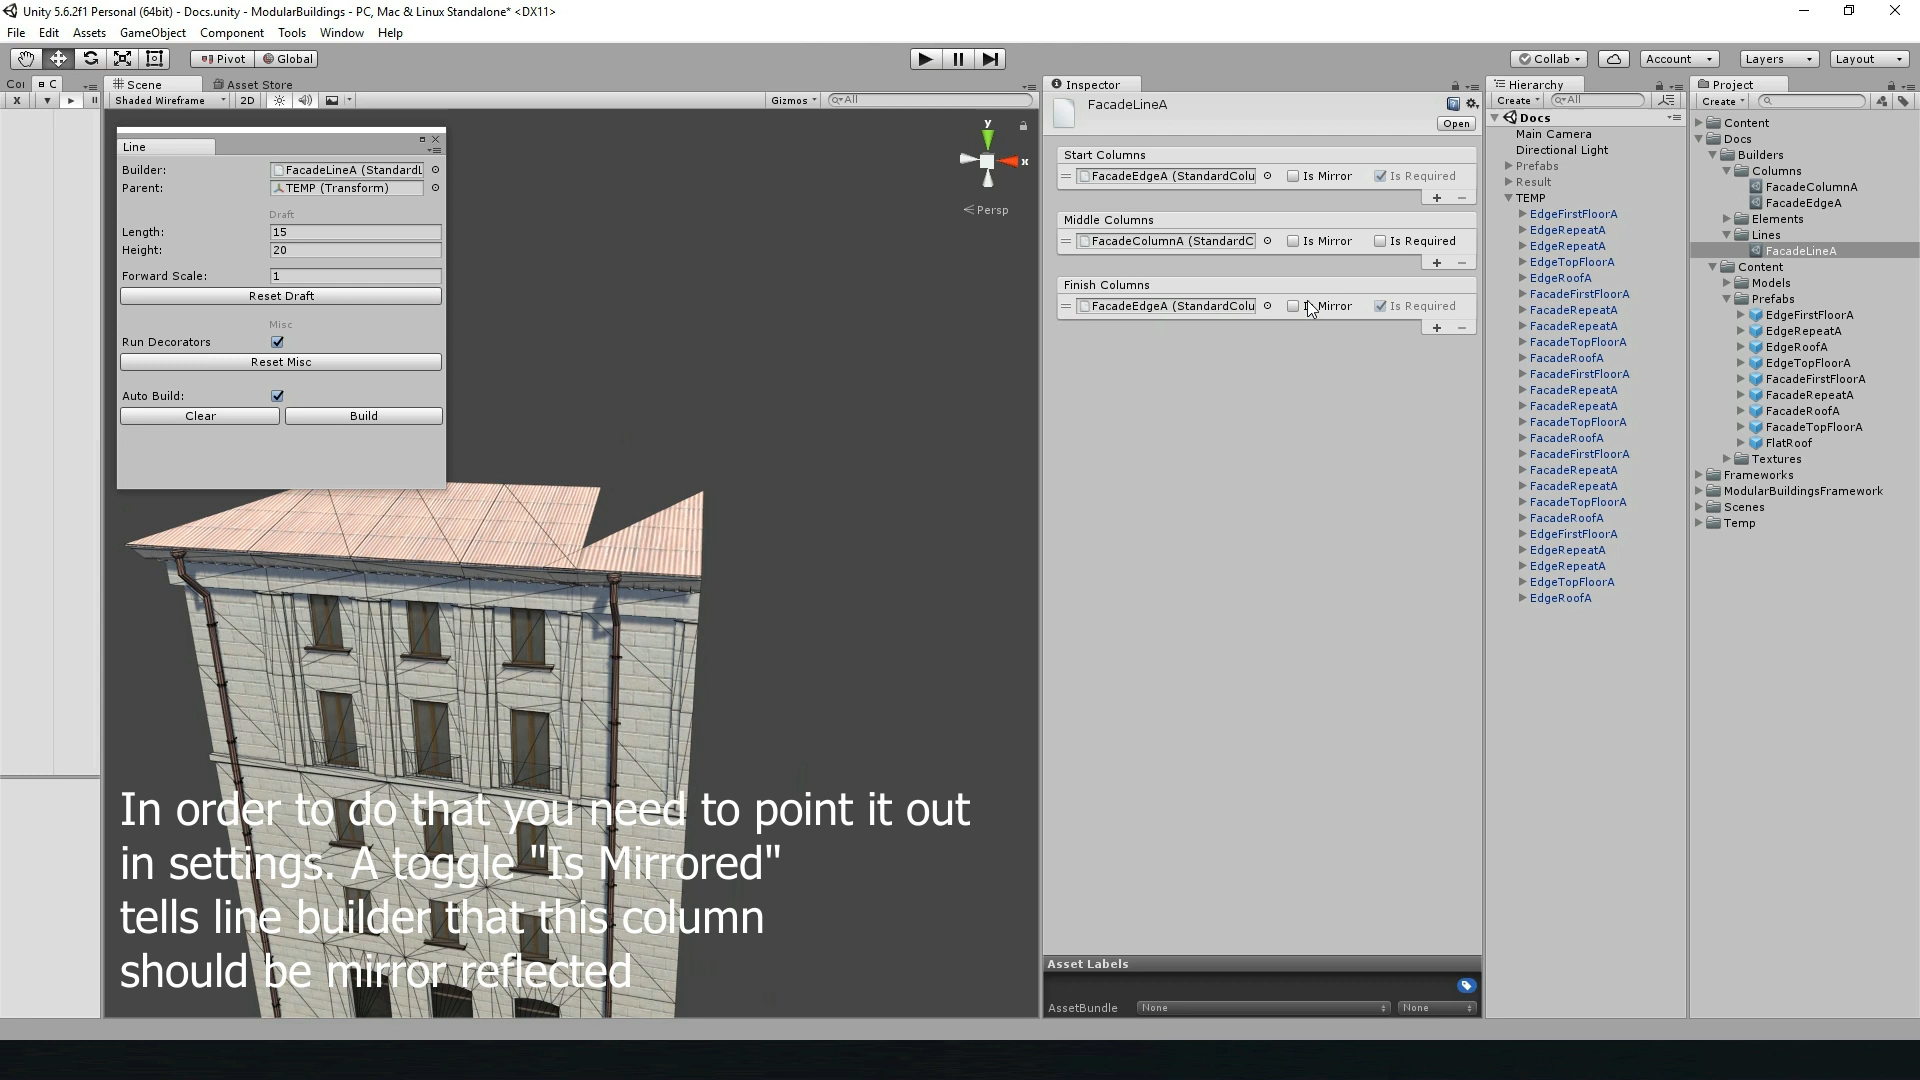 Unity 5.6.2f1 Personal (64bit) - Docs.unity - ModularBuildings - PC, Mac & Linux Standalone* <DX11>
File Edit Assets GameObject Component Tools Window Help
Pivot Global
Collab Account Layers Layout
C
Scene
Asset Store
Inspector
Hierarchy
Project
Shaded Wireframe 2D
Gizmos All
Line
Builder: FacadeLineA (StandardL
Parent: TEMP (Transform)
Draft
Length: 15
Height: 20
Forward Scale: 1
Reset Draft
Misc
Run Decorators
Reset Misc
Auto Build:
Clear Build
y
x
Persp
In order to do that you need to point it out
in settings. A toggle "Is Mirrored"
tells line builder that this column
should be mirror reflected
FacadeLineA
Open
Start Columns
FacadeEdgeA (StandardColu Is Mirror Is Required
+ −
Middle Columns
FacadeColumnA (StandardC Is Mirror Is Required
+ −
Finish Columns
FacadeEdgeA (StandardColu Is Mirror Is Required
+ −
Asset Labels
AssetBundle None None
Create All
Docs
Main Camera
Directional Light
Prefabs
Result
TEMP
EdgeFirstFloorA
EdgeRepeatA
EdgeRepeatA
EdgeTopFloorA
EdgeRoofA
FacadeFirstFloorA
FacadeRepeatA
FacadeRepeatA
FacadeTopFloorA
FacadeRoofA
FacadeFirstFloorA
FacadeRepeatA
FacadeRepeatA
FacadeTopFloorA
FacadeRoofA
FacadeFirstFloorA
FacadeRepeatA
FacadeRepeatA
FacadeTopFloorA
FacadeRoofA
EdgeFirstFloorA
EdgeRepeatA
EdgeRepeatA
EdgeTopFloorA
EdgeRoofA
Create
Content
Docs
Builders
Columns
FacadeColumnA
FacadeEdgeA
Elements
Lines
FacadeLineA
Content
Models
Prefabs
EdgeFirstFloorA
EdgeRepeatA
EdgeRoofA
EdgeTopFloorA
FacadeFirstFloorA
FacadeRepeatA
FacadeRoofA
FacadeTopFloorA
FlatRoof
Textures
Frameworks
ModularBuildingsFramework
Scenes
Temp